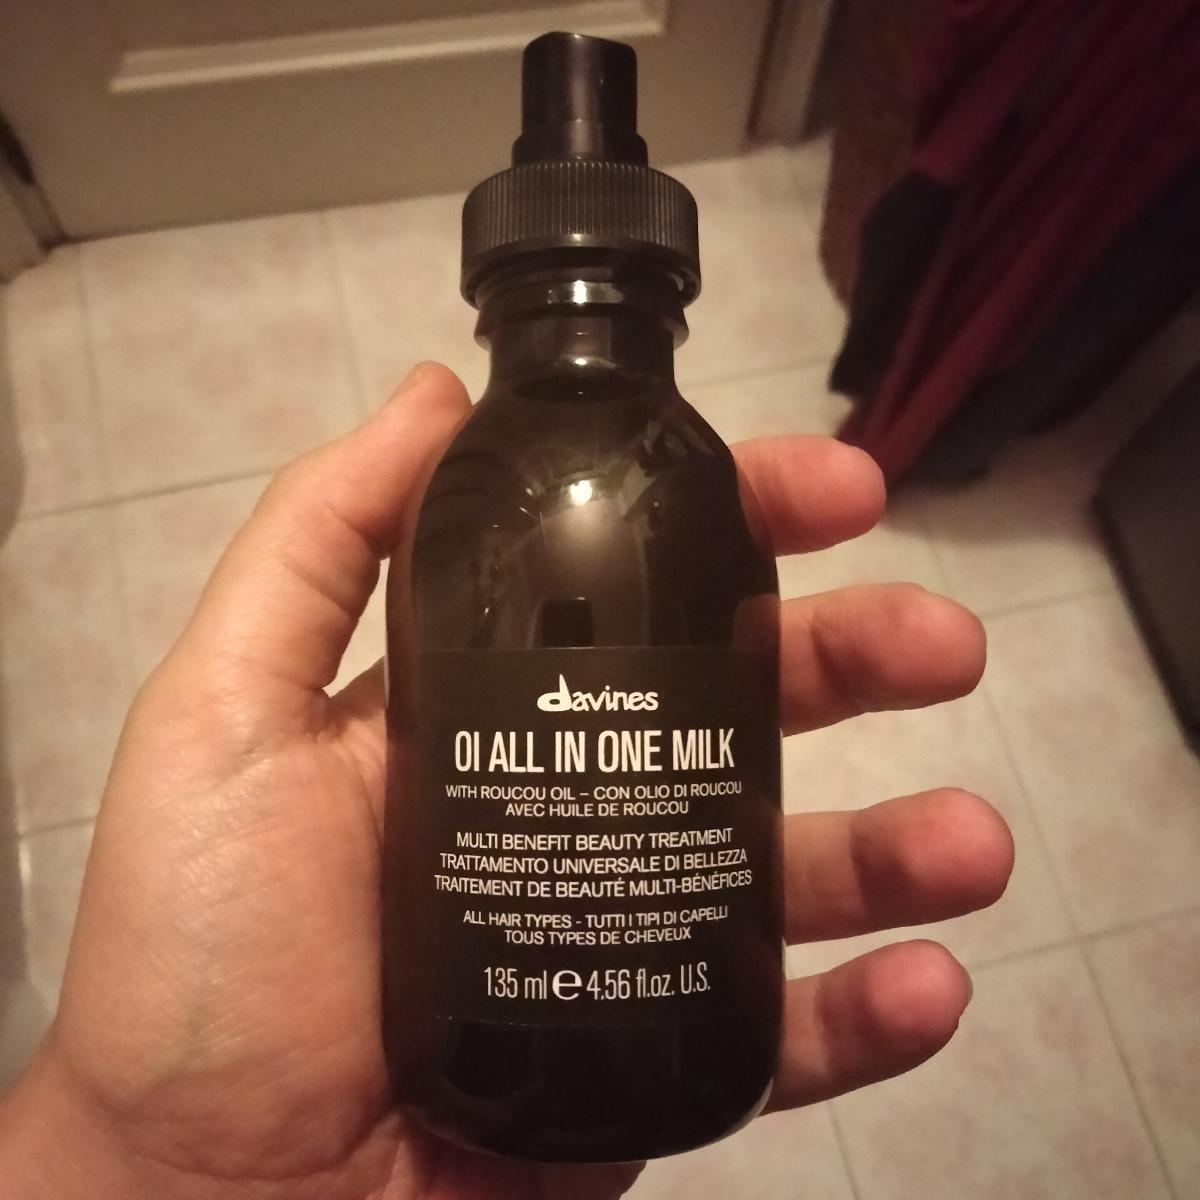 davines
OI ALL IN ONE MILK
WITH ROUCOU OIL – CON OLIO DI ROUCOU
AVEC HUILE DE ROUCOU
MULTI BENEFIT BEAUTY TREATMENT
TRATTAMENTO UNIVERSALE DI BELLEZZA
TRAITEMENT DE BEAUTÉ MULTI-BÉNÉFICES
ALL HAIR TYPES - TUTTI I TIPI DI CAPELLI
TOUS TYPES DE CHEVEUX
135 ml ℮ 4.56 fl.oz. U.S.